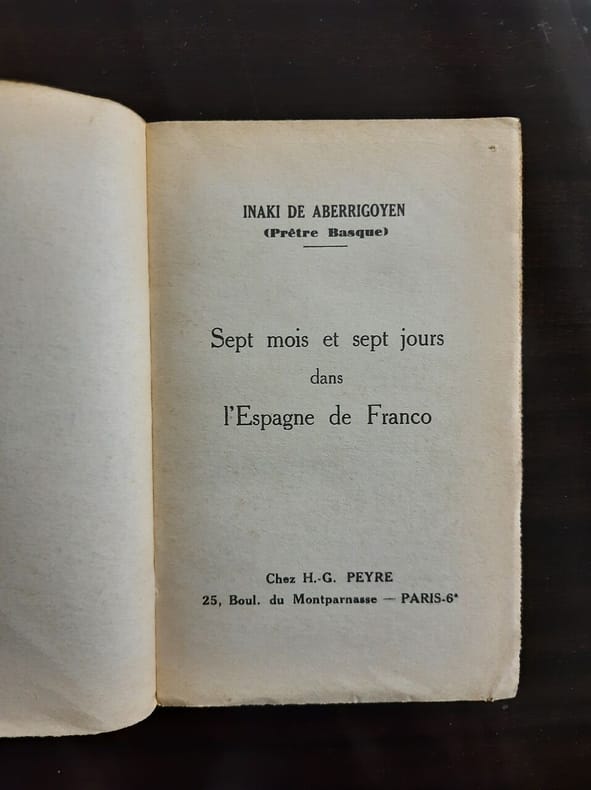 INAKI DE ABERRIGOYEN
(Prêtre Basque)
Sept mois et sept jours
dans
l'Espagne de Franco
Chez H.-G. PEYRE
25, Boul. du Montparnasse — PARIS-6ᵉ